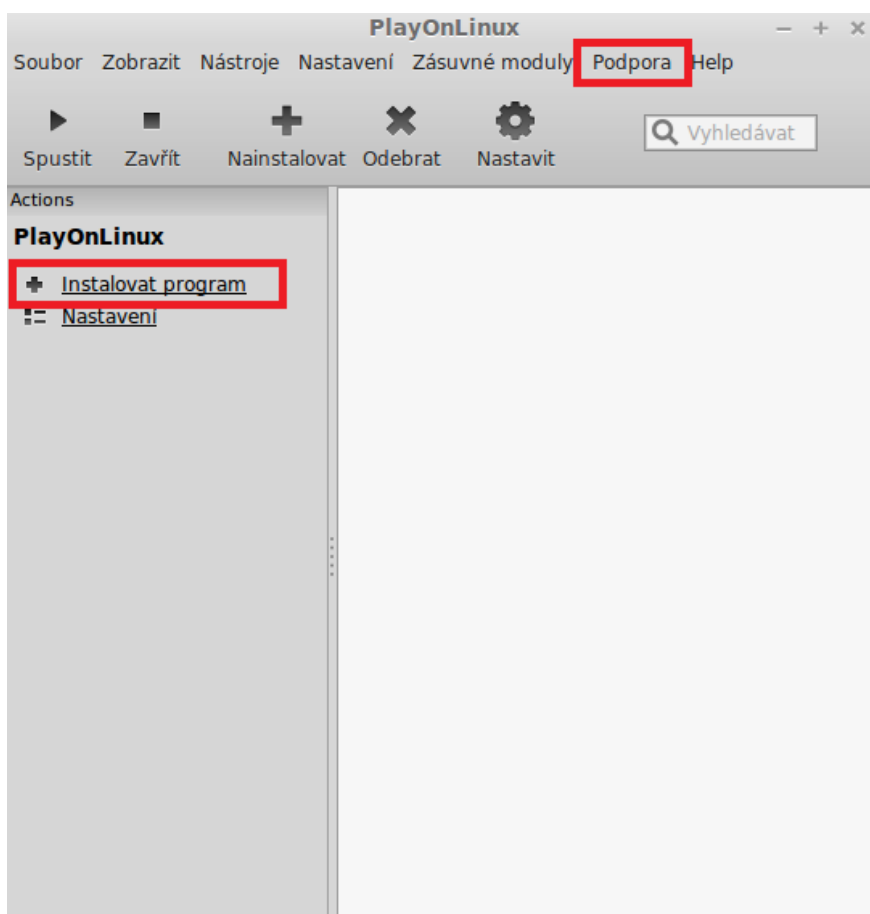 PlayOnLinux
Soubor Zobrazit Nástroje Nastavení Zásuvné moduly Podpora Help
Spustit Zavřít Nainstalovat Odebrat Nastavit Vyhledávat
Actions
PlayOnLinux
Instalovat program
Nastavení